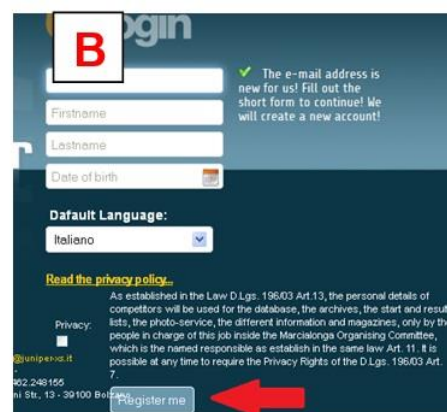 B
ogin
The e-mail address is
new for us! Fill out the
short form to continue! We
will create a new account!
Firstname
Lastname
Date of birth
Dafault Language:
Italiano
Read the privacy policy...
Privacy:
As established in the Law D.Lgs. 196/03 Art.13, the personal details of
competitors will be used for the database, the archives, the start and result
lists, the photo-service, the different information and magazines, only by the
people in charge of this job inside the Marcialonga Organising Committee,
which is the named responsible as establish in the same law Art. 11. It is
possible at any time to require the Privacy Rights of the D.Lgs. 196/03 Art.
7.
@juniper-xs.it
462.248155
ni Str., 13 - 39100 Bolzano
Register me